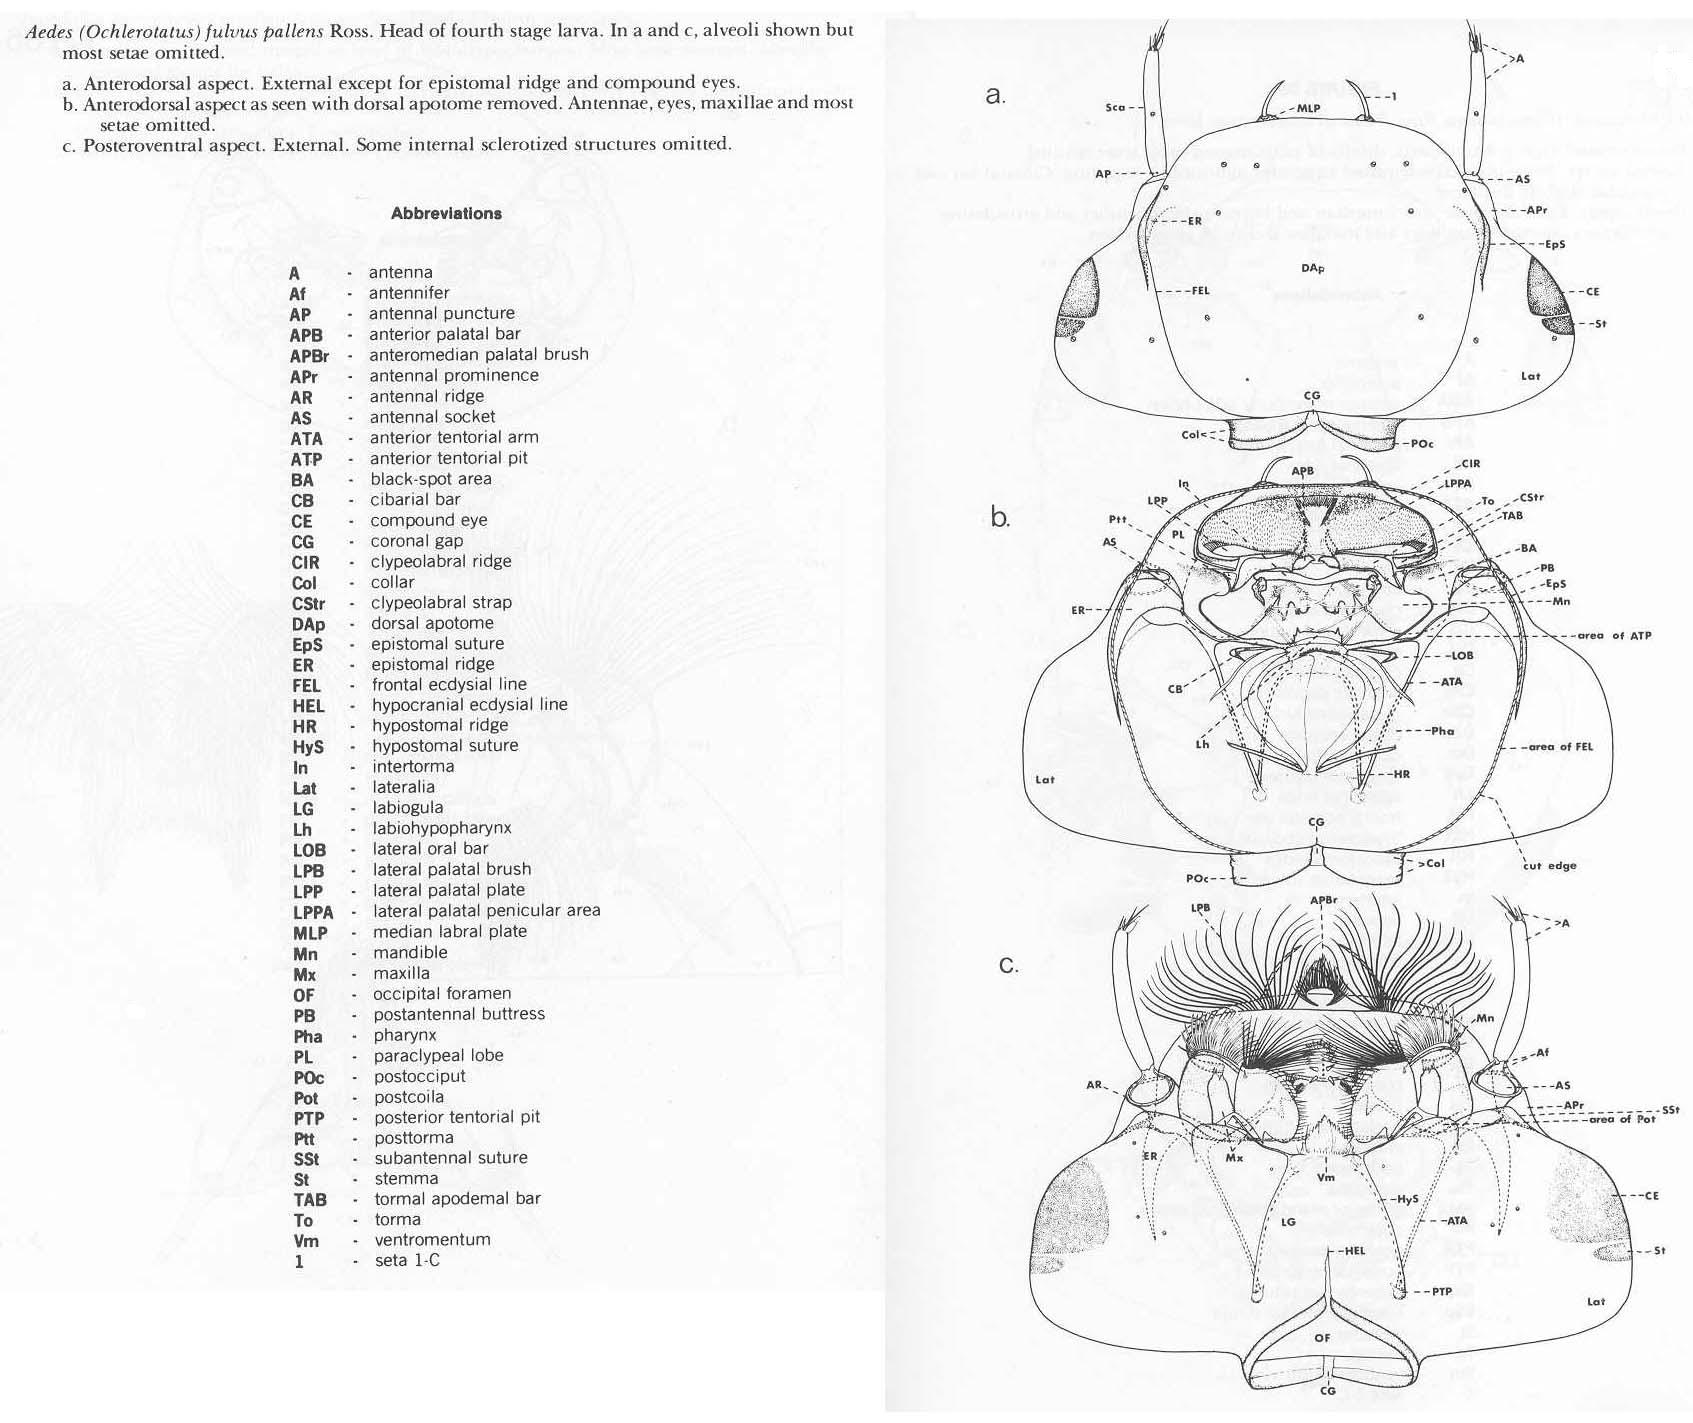 Aedes (Ochlerotatus) fulvus pallens Ross. Head of fourth stage larva. In a and c, alveoli shown but
most setae omitted.
a. Anterodorsal aspect. External except for epistomal ridge and compound eyes.
b. Anterodorsal aspect as seen with dorsal apotome removed. Antennae, eyes, maxillae and most
setae omitted.
c. Posteroventral aspect. External. Some internal sclerotized structures omitted.
Abbreviations
A - antenna
Af - antennifer
AP - antennal puncture
APB - anterior palatal bar
APBr - anteromedian palatal brush
APr - antennal prominence
AR - antennal ridge
AS - antennal socket
ATA - anterior tentorial arm
ATP - anterior tentorial pit
BA - black-spot area
CB - cibarial bar
CE - compound eye
CG - coronal gap
ClR - clypeolabral ridge
Col - collar
CStr - clypeolabral strap
DAp - dorsal apotome
EpS - epistomal suture
ER - epistomal ridge
FEL - frontal ecdysial line
HEL - hypocranial ecdysial line
HR - hypostomal ridge
HyS - hypostomal suture
In - intertorma
Lat - lateralia
LG - labiogula
Lh - labiohypopharynx
LOB - lateral oral bar
LPB - lateral palatal brush
LPP - lateral palatal plate
LPPA - lateral palatal penicular area
MLP - median labral plate
Mn - mandible
Mx - maxilla
OF - occipital foramen
PB - postantennal buttress
Pha - pharynx
PL - paraclypeal lobe
POc - postocciput
Pot - postcoila
PTP - posterior tentorial pit
Ptt - posttorma
SSt - subantennal suture
St - stemma
TAB - tormal apodemal bar
To - torma
Vm - ventromentum
1 - seta 1-C
a.
A
1
MLP
Sca
AP
AS
APr
ER
EpS
DAp
FEL
CE
St
Lat
CG
Col
POc
b.
APB
ClR
In
LPPA
LPP
To
CStr
Ptt
TAB
PL
AS
BA
PB
EpS
ER
Mn
area of ATP
LOB
CB
ATA
Pha
Lh
area of FEL
HR
Lat
CG
Col
cut edge
POc
c.
LPB
APBr
A
Mn
Af
AR
AS
APr
SSt
area of Pot
ER
Mx
Vm
HyS
CE
LG
ATA
HEL
St
PTP
Lat
OF
CG